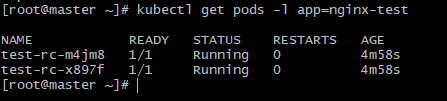 [root@master ~]# kubectl get pods -l app=nginx-test
NAME READY STATUS RESTARTS AGE
test-rc-m4jm8 1/1 Running 0 4m58s
test-rc-x897f 1/1 Running 0 4m58s
[root@master ~]#